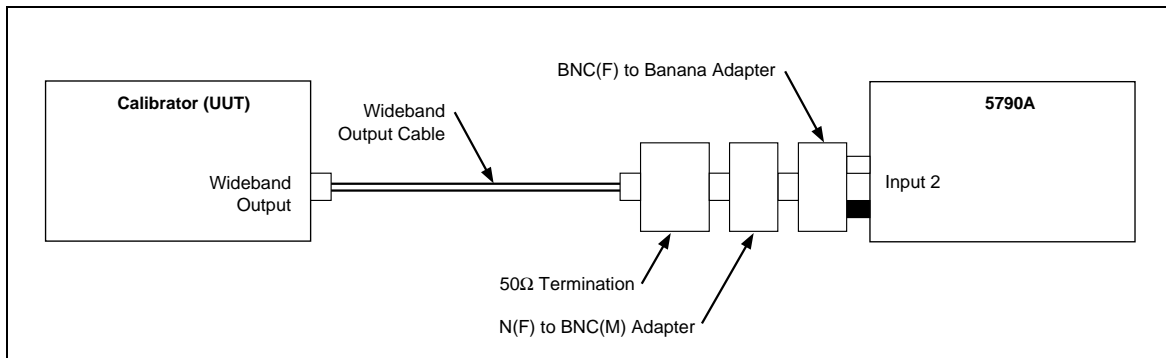 BNC(F) to Banana Adapter
Calibrator (UUT)
Wideband
Output Cable
5790A
Wideband
Output
Input 2
50Ω Termination
N(F) to BNC(M) Adapter